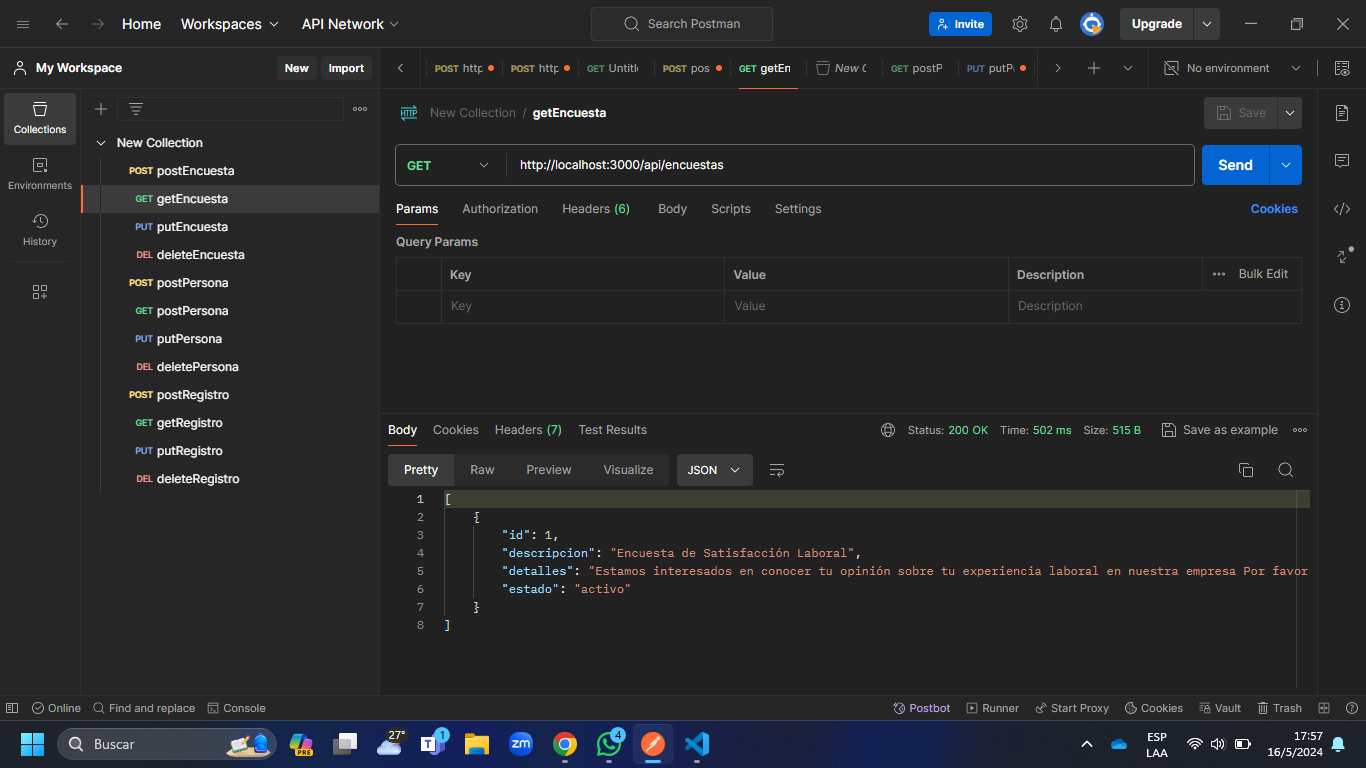 Home Workspaces API Network Search Postman Invite Upgrade
My Workspace New Import POST http POST http GET Untitl POST pos GET getEn New C GET postP PUT putP No environment
Collections
Environments
History
New Collection
POST postEncuesta
GET getEncuesta
PUT putEncuesta
DEL deleteEncuesta
POST postPersona
GET postPersona
PUT putPersona
DEL deletePersona
POST postRegistro
GET getRegistro
PUT putRegistro
DEL deleteRegistro
HTTP New Collection / getEncuesta Save
GET http://localhost:3000/api/encuestas Send
Params Authorization Headers (6) Body Scripts Settings Cookies
Query Params
Key Value Description Bulk Edit
Key Value Description
Body Cookies Headers (7) Test Results Status: 200 OK Time: 502 ms Size: 515 B Save as example
Pretty Raw Preview Visualize JSON
1 [
2 {
3 "id": 1,
4 "descripcion": "Encuesta de Satisfacción Laboral",
5 "detalles": "Estamos interesados en conocer tu opinión sobre tu experiencia laboral en nuestra empresa Por favor
6 "estado": "activo"
7 }
8 ]
Online Find and replace Console Postbot Runner Start Proxy Cookies Vault Trash
Buscar PRE 27° 1 zm 4 ESP LAA 17:57 16/5/2024